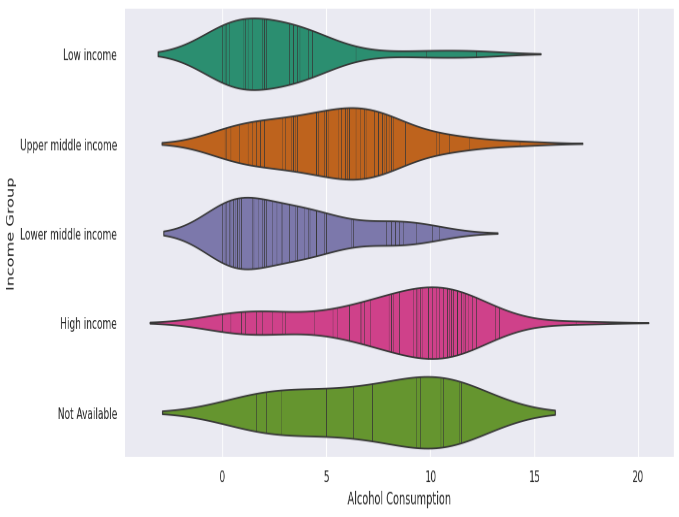 Low income
Upper middle income
Lower middle income
High income
Not Available
Income Group
0 5 10 15 20
Alcohol Consumption